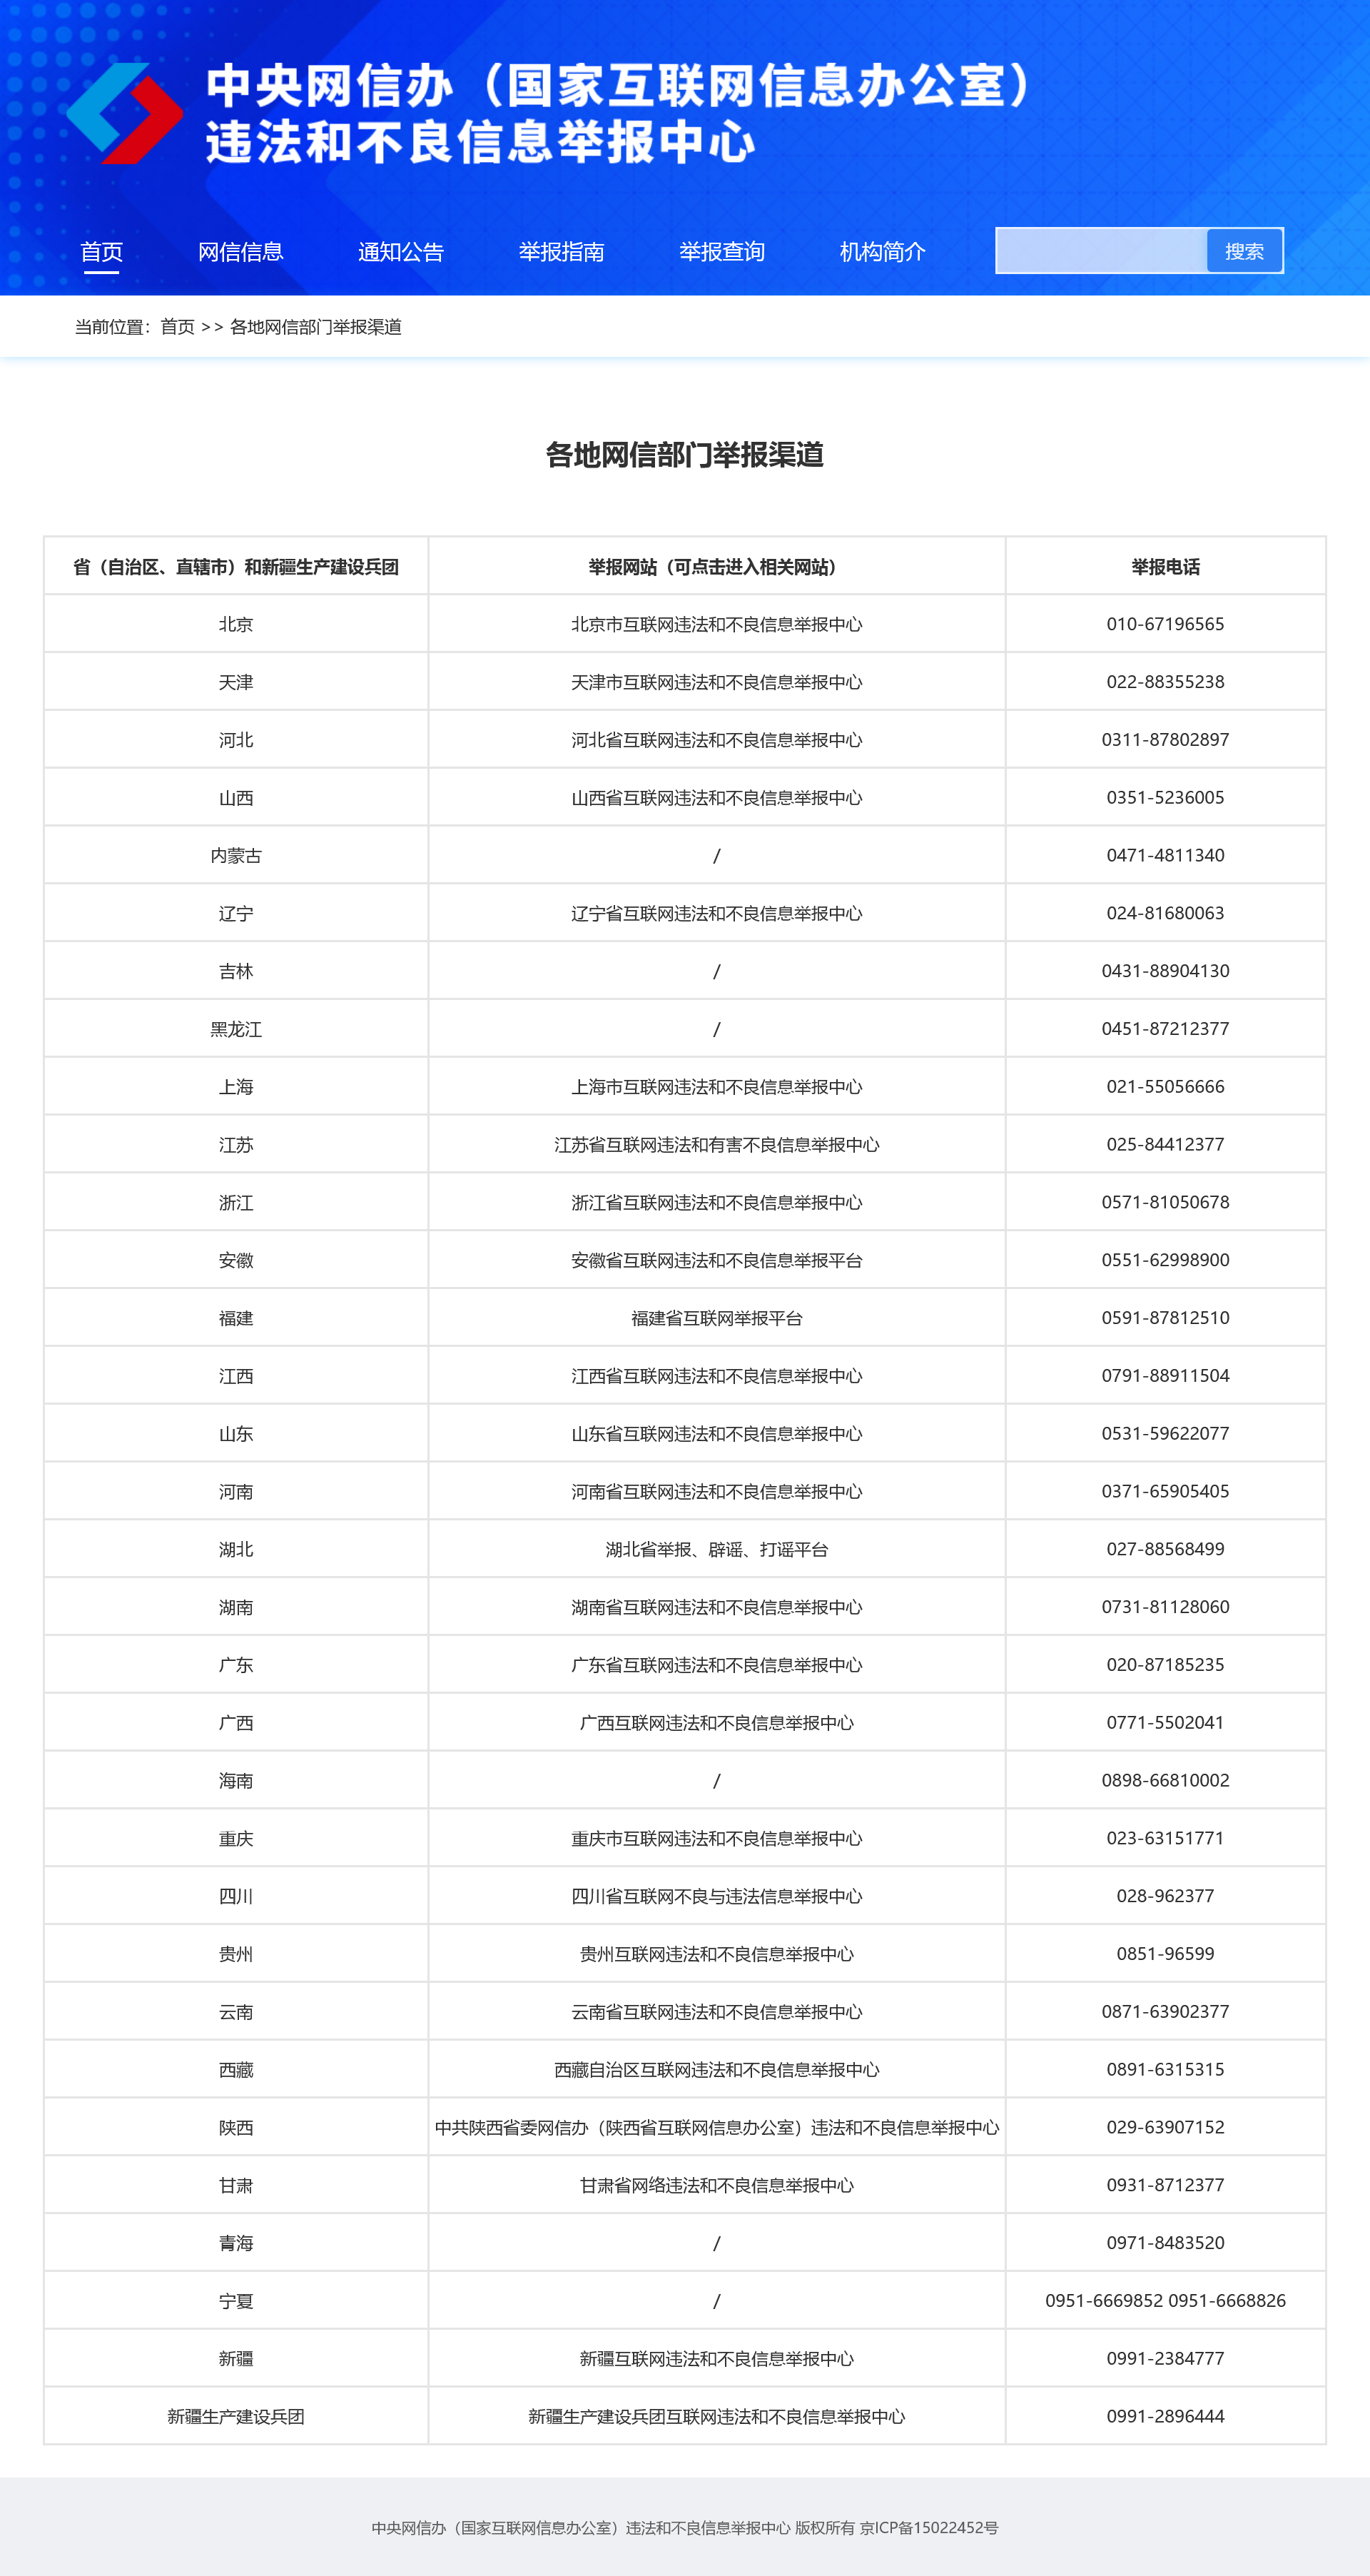 中央网信办（国家互联网信息办公室）
违法和不良信息举报中心
首页 网信信息 通知公告 举报指南 举报查询 机构简介 搜索
当前位置：首页 >> 各地网信部门举报渠道
各地网信部门举报渠道
省（自治区、直辖市）和新疆生产建设兵团 举报网站（可点击进入相关网站） 举报电话
北京 北京市互联网违法和不良信息举报中心 010-67196565
天津 天津市互联网违法和不良信息举报中心 022-88355238
河北 河北省互联网违法和不良信息举报中心 0311-87802897
山西 山西省互联网违法和不良信息举报中心 0351-5236005
内蒙古 / 0471-4811340
辽宁 辽宁省互联网违法和不良信息举报中心 024-81680063
吉林 / 0431-88904130
黑龙江 / 0451-87212377
上海 上海市互联网违法和不良信息举报中心 021-55056666
江苏 江苏省互联网违法和有害不良信息举报中心 025-84412377
浙江 浙江省互联网违法和不良信息举报中心 0571-81050678
安徽 安徽省互联网违法和不良信息举报平台 0551-62998900
福建 福建省互联网举报平台 0591-87812510
江西 江西省互联网违法和不良信息举报中心 0791-88911504
山东 山东省互联网违法和不良信息举报中心 0531-59622077
河南 河南省互联网违法和不良信息举报中心 0371-65905405
湖北 湖北省举报、辟谣、打谣平台 027-88568499
湖南 湖南省互联网违法和不良信息举报中心 0731-81128060
广东 广东省互联网违法和不良信息举报中心 020-87185235
广西 广西互联网违法和不良信息举报中心 0771-5502041
海南 / 0898-66810002
重庆 重庆市互联网违法和不良信息举报中心 023-63151771
四川 四川省互联网不良与违法信息举报中心 028-962377
贵州 贵州互联网违法和不良信息举报中心 0851-96599
云南 云南省互联网违法和不良信息举报中心 0871-63902377
西藏 西藏自治区互联网违法和不良信息举报中心 0891-6315315
陕西 中共陕西省委网信办（陕西省互联网信息办公室）违法和不良信息举报中心 029-63907152
甘肃 甘肃省网络违法和不良信息举报中心 0931-8712377
青海 / 0971-8483520
宁夏 / 0951-6669852 0951-6668826
新疆 新疆互联网违法和不良信息举报中心 0991-2384777
新疆生产建设兵团 新疆生产建设兵团互联网违法和不良信息举报中心 0991-2896444
中央网信办（国家互联网信息办公室）违法和不良信息举报中心 版权所有 京ICP备15022452号